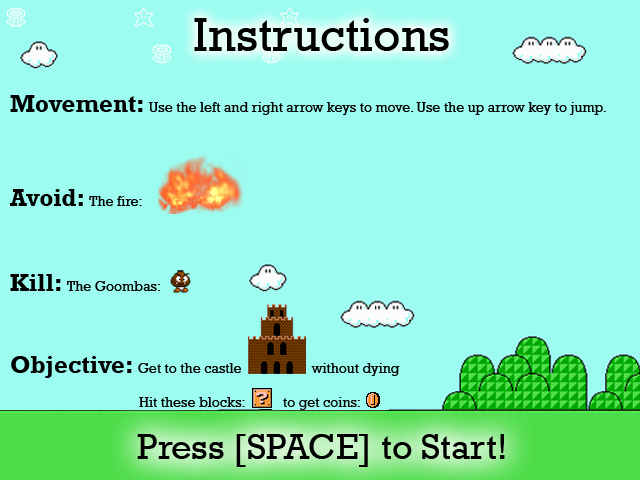 Instructions
Movement: Use the left and right arrow keys to move. Use the up arrow key to jump.
Avoid: The fire:
Kill: The Goombas:
Objective: Get to the castle without dying
Hit these blocks: ? to get coins:
Press [SPACE] to Start!